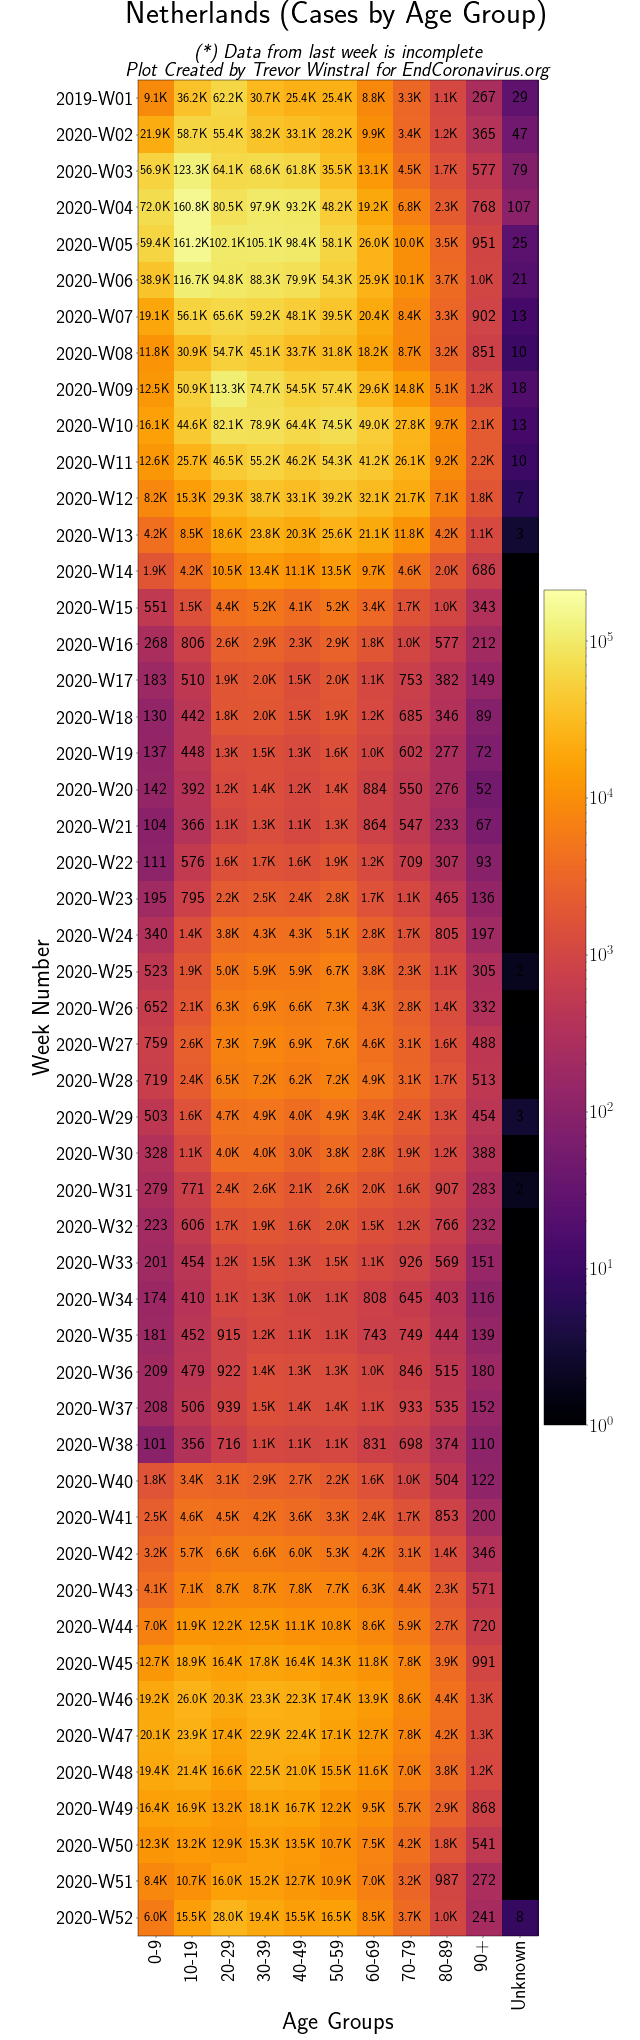 Netherlands (Cases by Age Group)
(*) Data from last week is incomplete
Plot Created by Trevor Winstral for EndCoronavirus.org
2019-W01 9.1K 36.2K 62.2K 30.7K 25.4K 25.4K 8.8K 3.3K 1.1K 267 29
2020-W02 21.9K 58.7K 55.4K 38.2K 33.1K 28.2K 9.9K 3.4K 1.2K 365 47
2020-W03 56.9K 123.3K 64.1K 68.6K 61.8K 35.5K 13.1K 4.5K 1.7K 577 79
2020-W04 72.0K 160.8K 80.5K 97.9K 93.2K 48.2K 19.2K 6.8K 2.3K 768 107
2020-W05 59.4K 161.2K 102.1K 105.1K 98.4K 58.1K 26.0K 10.0K 3.5K 951 25
2020-W06 38.9K 116.7K 94.8K 88.3K 79.9K 54.3K 25.9K 10.1K 3.7K 1.0K 21
2020-W07 19.1K 56.1K 65.6K 59.2K 48.1K 39.5K 20.4K 8.4K 3.3K 902 13
2020-W08 11.8K 30.9K 54.7K 45.1K 33.7K 31.8K 18.2K 8.7K 3.2K 851 10
2020-W09 12.5K 50.9K 113.3K 74.7K 54.5K 57.4K 29.6K 14.8K 5.1K 1.2K 18
2020-W10 16.1K 44.6K 82.1K 78.9K 64.4K 74.5K 49.0K 27.8K 9.7K 2.1K 13
2020-W11 12.6K 25.7K 46.5K 55.2K 46.2K 54.3K 41.2K 26.1K 9.2K 2.2K 10
2020-W12 8.2K 15.3K 29.3K 38.7K 33.1K 39.2K 32.1K 21.7K 7.1K 1.8K 7
2020-W13 4.2K 8.5K 18.6K 23.8K 20.3K 25.6K 21.1K 11.8K 4.2K 1.1K 3
2020-W14 1.9K 4.2K 10.5K 13.4K 11.1K 13.5K 9.7K 4.6K 2.0K 686
2020-W15 551 1.5K 4.4K 5.2K 4.1K 5.2K 3.4K 1.7K 1.0K 343
2020-W16 268 806 2.6K 2.9K 2.3K 2.9K 1.8K 1.0K 577 212
2020-W17 183 510 1.9K 2.0K 1.5K 2.0K 1.1K 753 382 149
2020-W18 130 442 1.8K 2.0K 1.5K 1.9K 1.2K 685 346 89
2020-W19 137 448 1.3K 1.5K 1.3K 1.6K 1.0K 602 277 72
2020-W20 142 392 1.2K 1.4K 1.2K 1.4K 884 550 276 52
2020-W21 104 366 1.1K 1.3K 1.1K 1.3K 864 547 233 67
2020-W22 111 576 1.6K 1.7K 1.6K 1.9K 1.2K 709 307 93
2020-W23 195 795 2.2K 2.5K 2.4K 2.8K 1.7K 1.1K 465 136
2020-W24 340 1.4K 3.8K 4.3K 4.3K 5.1K 2.8K 1.7K 805 197
2020-W25 523 1.9K 5.0K 5.9K 5.9K 6.7K 3.8K 2.3K 1.1K 305 2
2020-W26 652 2.1K 6.3K 6.9K 6.6K 7.3K 4.3K 2.8K 1.4K 332
2020-W27 759 2.6K 7.3K 7.9K 6.9K 7.6K 4.6K 3.1K 1.6K 488
2020-W28 719 2.4K 6.5K 7.2K 6.2K 7.2K 4.9K 3.1K 1.7K 513
2020-W29 503 1.6K 4.7K 4.9K 4.0K 4.9K 3.4K 2.4K 1.3K 454 3
2020-W30 328 1.1K 4.0K 4.0K 3.0K 3.8K 2.8K 1.9K 1.2K 388
2020-W31 279 771 2.4K 2.6K 2.1K 2.6K 2.0K 1.6K 907 283 2
2020-W32 223 606 1.7K 1.9K 1.6K 2.0K 1.5K 1.2K 766 232
2020-W33 201 454 1.2K 1.5K 1.3K 1.5K 1.1K 926 569 151
2020-W34 174 410 1.1K 1.3K 1.0K 1.1K 808 645 403 116
2020-W35 181 452 915 1.2K 1.1K 1.1K 743 749 444 139
2020-W36 209 479 922 1.4K 1.3K 1.3K 1.0K 846 515 180
2020-W37 208 506 939 1.5K 1.4K 1.4K 1.1K 933 535 152
2020-W38 101 356 716 1.1K 1.1K 1.1K 831 698 374 110
2020-W40 1.8K 3.4K 3.1K 2.9K 2.7K 2.2K 1.6K 1.0K 504 122
2020-W41 2.5K 4.6K 4.5K 4.2K 3.6K 3.3K 2.4K 1.7K 853 200
2020-W42 3.2K 5.7K 6.6K 6.6K 6.0K 5.3K 4.2K 3.1K 1.4K 346
2020-W43 4.1K 7.1K 8.7K 8.7K 7.8K 7.7K 6.3K 4.4K 2.3K 571
2020-W44 7.0K 11.9K 12.2K 12.5K 11.1K 10.8K 8.6K 5.9K 2.7K 720
2020-W45 12.7K 18.9K 16.4K 17.8K 16.4K 14.3K 11.8K 7.8K 3.9K 991
2020-W46 19.2K 26.0K 20.3K 23.3K 22.3K 17.4K 13.9K 8.6K 4.4K 1.3K
2020-W47 20.1K 23.9K 17.4K 22.9K 22.4K 17.1K 12.7K 7.8K 4.2K 1.3K
2020-W48 19.4K 21.4K 16.6K 22.5K 21.0K 15.5K 11.6K 7.0K 3.8K 1.2K
2020-W49 16.4K 16.9K 13.2K 18.1K 16.7K 12.2K 9.5K 5.7K 2.9K 868
2020-W50 12.3K 13.2K 12.9K 15.3K 13.5K 10.7K 7.5K 4.2K 1.8K 541
2020-W51 8.4K 10.7K 16.0K 15.2K 12.7K 10.9K 7.0K 3.2K 987 272
2020-W52 6.0K 15.5K 28.0K 19.4K 15.5K 16.5K 8.5K 3.7K 1.0K 241 8
0-9 10-19 20-29 30-39 40-49 50-59 60-69 70-79 80-89 90+ Unknown
Age Groups
Week Number
10^5
10^4
10^3
10^2
10^1
10^0